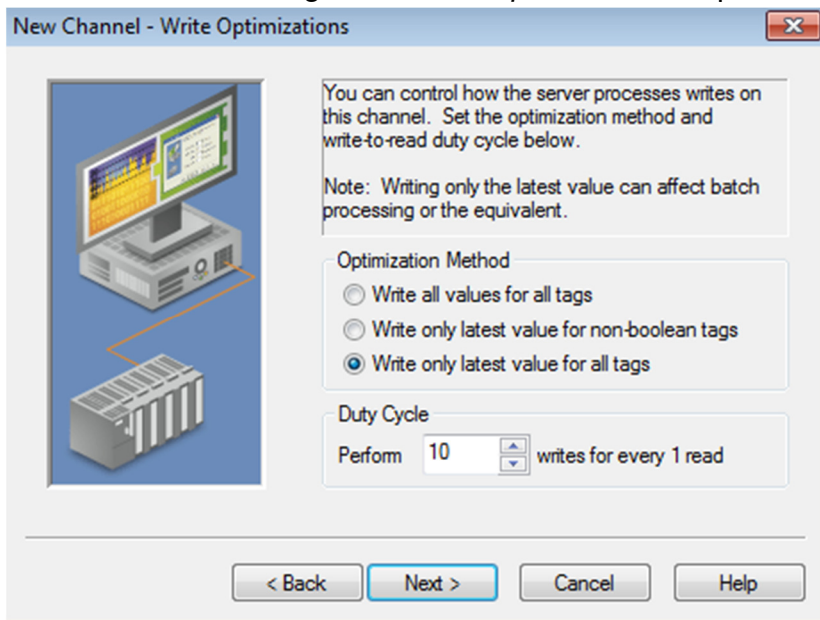 New Channel - Write Optimizations
You can control how the server processes writes on
this channel. Set the optimization method and
write-to-read duty cycle below.
Note: Writing only the latest value can affect batch
processing or the equivalent.
Optimization Method
Write all values for all tags
Write only latest value for non-boolean tags
Write only latest value for all tags
Duty Cycle
Perform 10 writes for every 1 read
< Back Next > Cancel Help